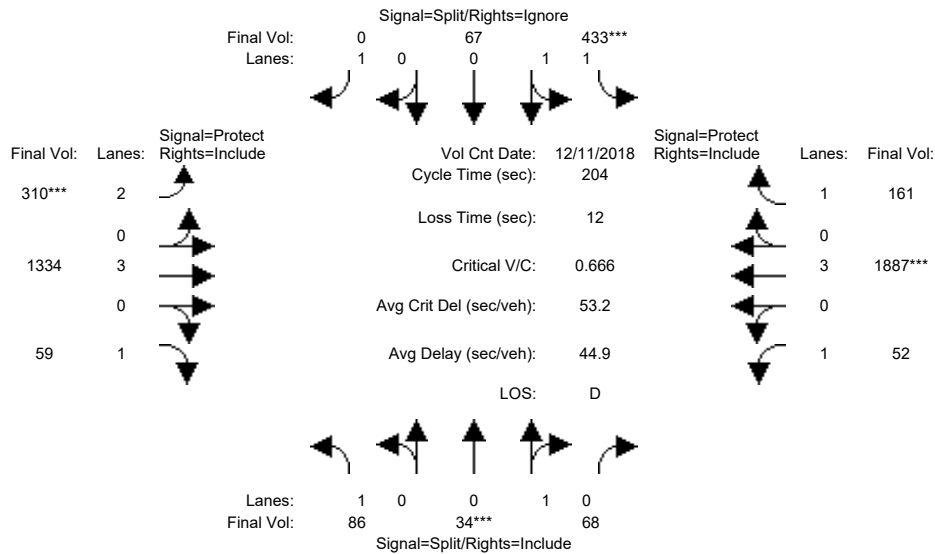 Signal=Split/Rights=Ignore
Final Vol: 0 67 433***
Lanes: 1 0 0 1 1
Signal=Protect
Final Vol: Lanes: Rights=Include
Vol Cnt Date: 12/11/2018
Signal=Protect
Rights=Include Lanes: Final Vol:
Cycle Time (sec): 204
310*** 2
1 161
Loss Time (sec): 12
0
0
1334 3
Critical V/C: 0.666
3 1887***
0
Avg Crit Del (sec/veh): 53.2
0
59 1
Avg Delay (sec/veh): 44.9
1 52
LOS: D
Lanes: 1 0 0 1 0
Final Vol: 86 34*** 68
Signal=Split/Rights=Include